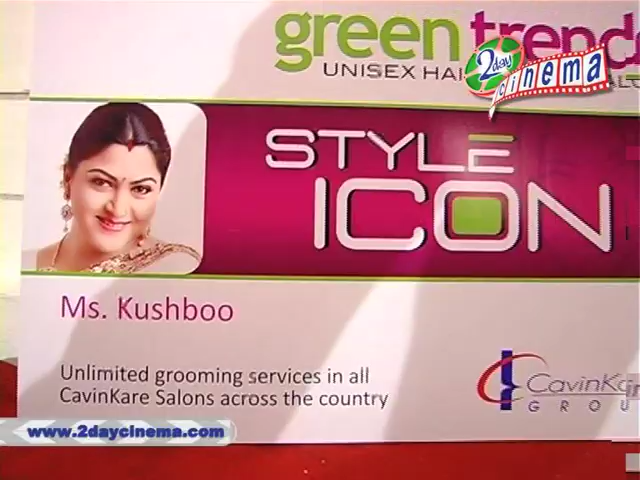 green trends
UNISEX HAI
2day cinema
STYLE
ICON
Ms. Kushboo
Unlimited grooming services in all
CavinKare Salons across the country
CavinKa
GROU
www.2daycinema.com